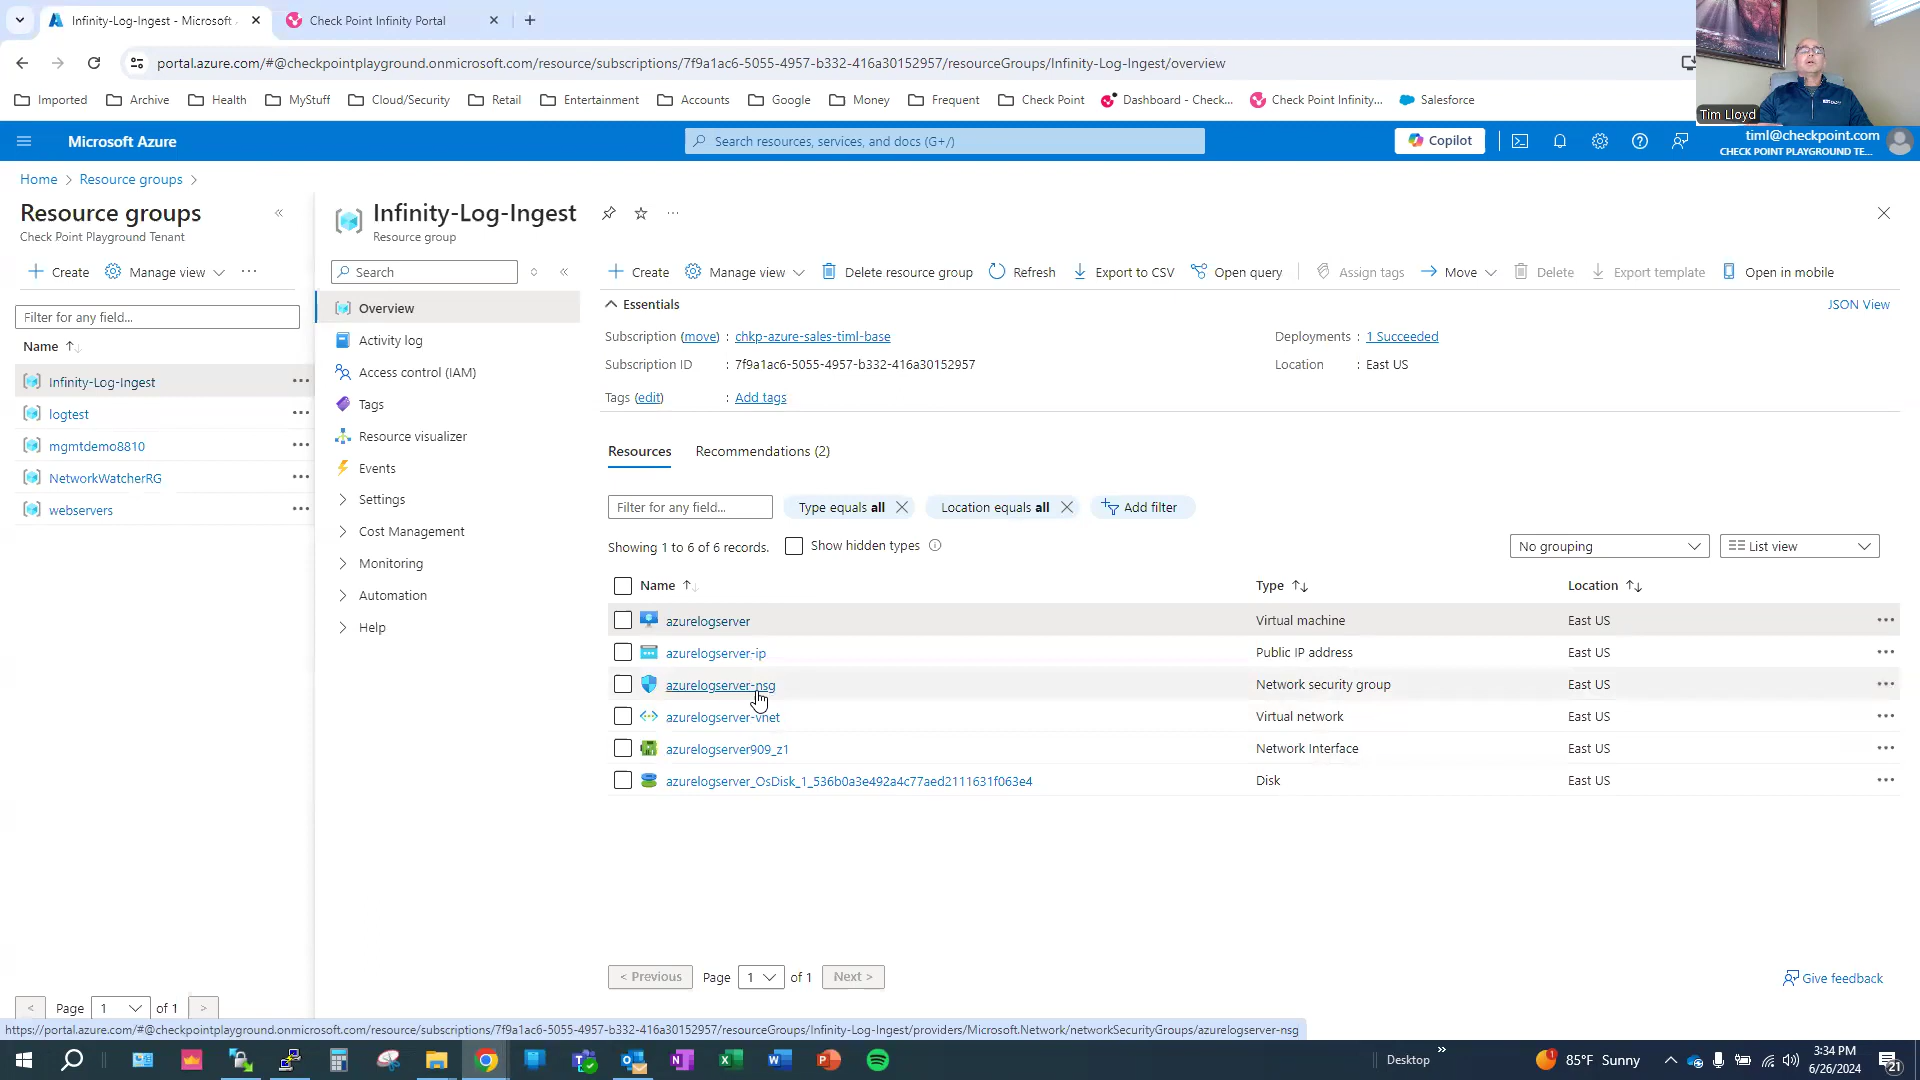 Infinity-Log-Ingest - Microsoft
Check Point Infinity Portal
portal.azure.com/#@checkpointplayground.onmicrosoft.com/resource/subscriptions/7f9a1ac6-5055-4957-b332-416a30152957/resourceGroups/Infinity-Log-Ingest/overview
Imported Archive Health MyStuff Cloud/Security Retail Entertainment Accounts Google Money Frequent Check Point Dashboard - Check... Check Point Infinity... Salesforce
Tim Lloyd
Microsoft Azure
Search resources, services, and docs (G+/)
Copilot
timl@checkpoint.com
CHECK POINT PLAYGROUND TE...
Home > Resource groups >
Resource groups
Check Point Playground Tenant
Create Manage view ...
Filter for any field...
Name
Infinity-Log-Ingest
logtest
mgmtdemo8810
NetworkWatcherRG
webservers
< Page 1 of 1 >
Infinity-Log-Ingest
Resource group
Search
Overview
Activity log
Access control (IAM)
Tags
Resource visualizer
Events
Settings
Cost Management
Monitoring
Automation
Help
Create Manage view Delete resource group Refresh Export to CSV Open query Assign tags Move Delete Export template Open in mobile
Essentials
JSON View
Subscription (move) : chkp-azure-sales-timl-base
Deployments : 1 Succeeded
Subscription ID : 7f9a1ac6-5055-4957-b332-416a30152957
Location : East US
Tags (edit) : Add tags
Resources Recommendations (2)
Filter for any field... Type equals all Location equals all Add filter
Showing 1 to 6 of 6 records. Show hidden types
No grouping List view
Name Type Location
azurelogserver Virtual machine East US
azurelogserver-ip Public IP address East US
azurelogserver-nsg Network security group East US
azurelogserver-vnet Virtual network East US
azurelogserver909_z1 Network Interface East US
azurelogserver_OsDisk_1_536b0a3e492a4c77aed2111631f063e4 Disk East US
< Previous Page 1 of 1 Next >
Give feedback
https://portal.azure.com/#@checkpointplayground.onmicrosoft.com/resource/subscriptions/7f9a1ac6-5055-4957-b332-416a30152957/resourceGroups/Infinity-Log-Ingest/providers/Microsoft.Network/networkSecurityGroups/azurelogserver-nsg
Desktop
85°F Sunny
3:34 PM
6/26/2024
21